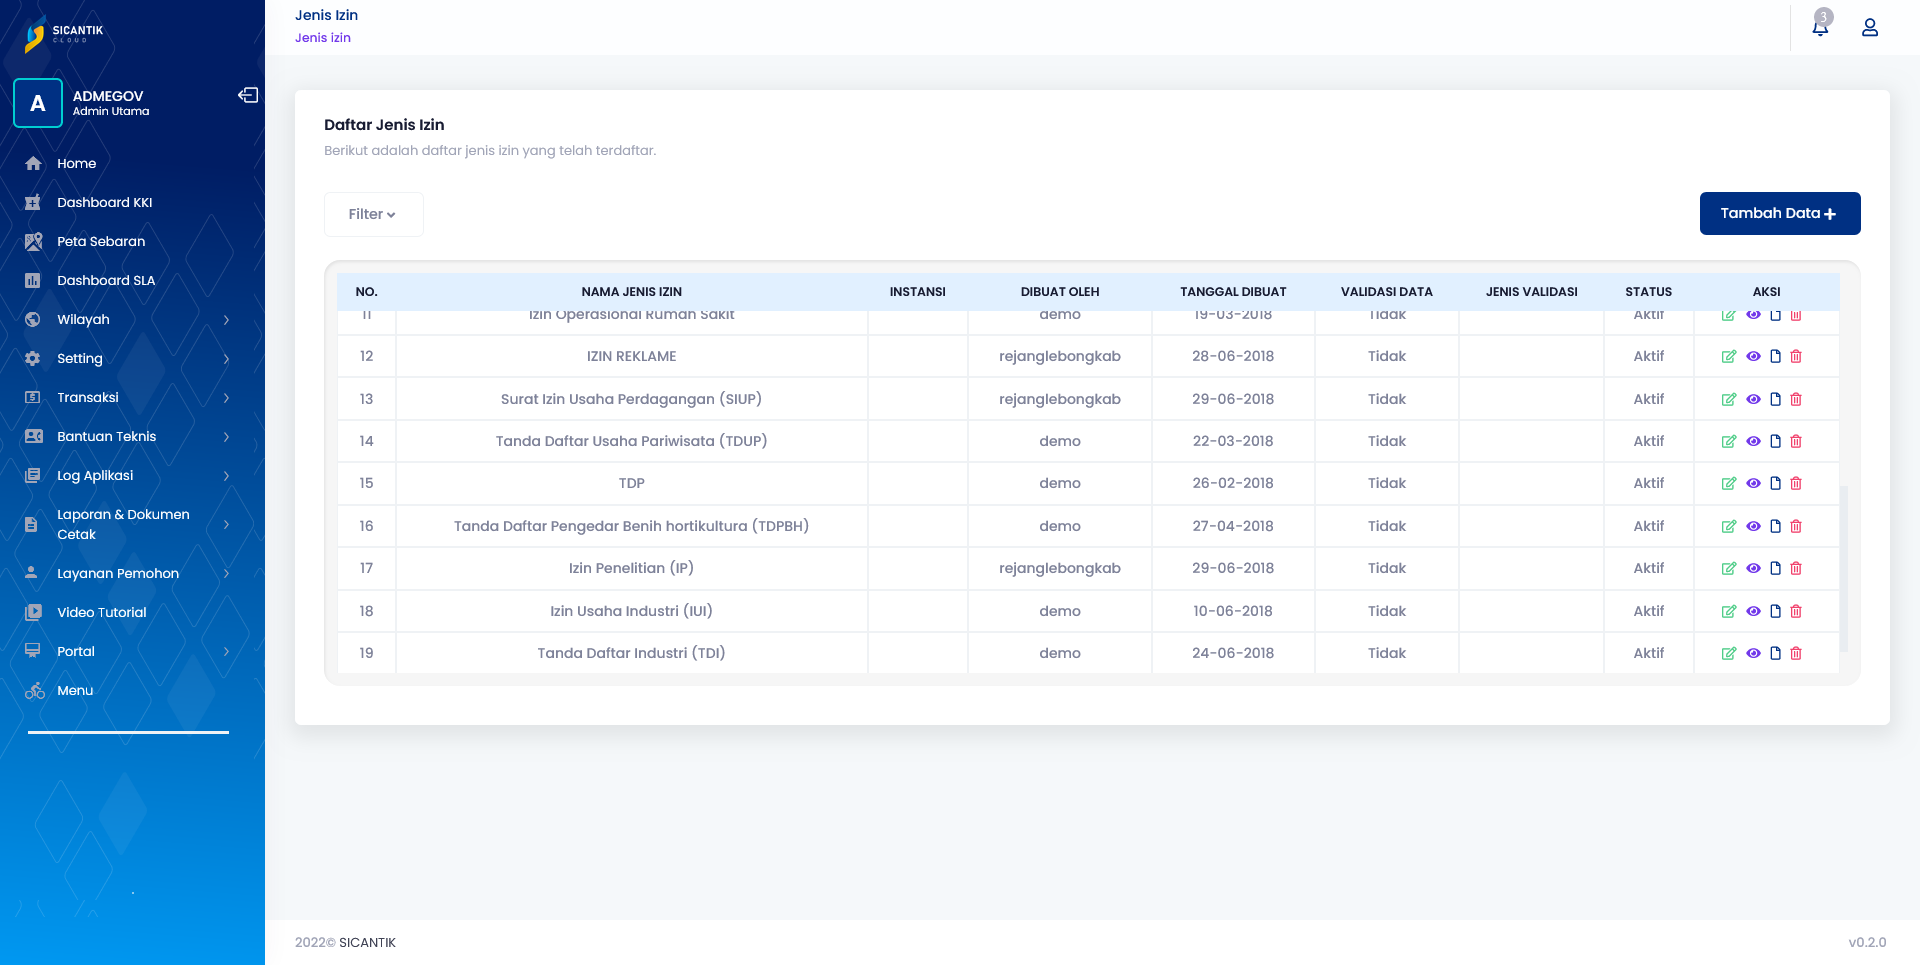 SICANTIK
CLOUD
A
ADMEGOV
Admin Utama
Home
Dashboard KKI
Peta Sebaran
Dashboard SLA
Wilayah
Setting
Transaksi
Bantuan Teknis
Log Aplikasi
Laporan & Dokumen
Cetak
Layanan Pemohon
Video Tutorial
Portal
Menu
Jenis Izin
Jenis izin
3
Daftar Jenis Izin
Berikut adalah daftar jenis izin yang telah terdaftar.
Filter
Tambah Data
NO. NAMA JENIS IZIN INSTANSI DIBUAT OLEH TANGGAL DIBUAT VALIDASI DATA JENIS VALIDASI STATUS AKSI
11 Izin Operasional Rumah Sakit demo 19-03-2018 Tidak Aktif
12 IZIN REKLAME rejanglebongkab 28-06-2018 Tidak Aktif
13 Surat Izin Usaha Perdagangan (SIUP) rejanglebongkab 29-06-2018 Tidak Aktif
14 Tanda Daftar Usaha Pariwisata (TDUP) demo 22-03-2018 Tidak Aktif
15 TDP demo 26-02-2018 Tidak Aktif
16 Tanda Daftar Pengedar Benih hortikultura (TDPBH) demo 27-04-2018 Tidak Aktif
17 Izin Penelitian (IP) rejanglebongkab 29-06-2018 Tidak Aktif
18 Izin Usaha Industri (IUI) demo 10-06-2018 Tidak Aktif
19 Tanda Daftar Industri (TDI) demo 24-06-2018 Tidak Aktif
2022© SICANTIK
v0.2.0